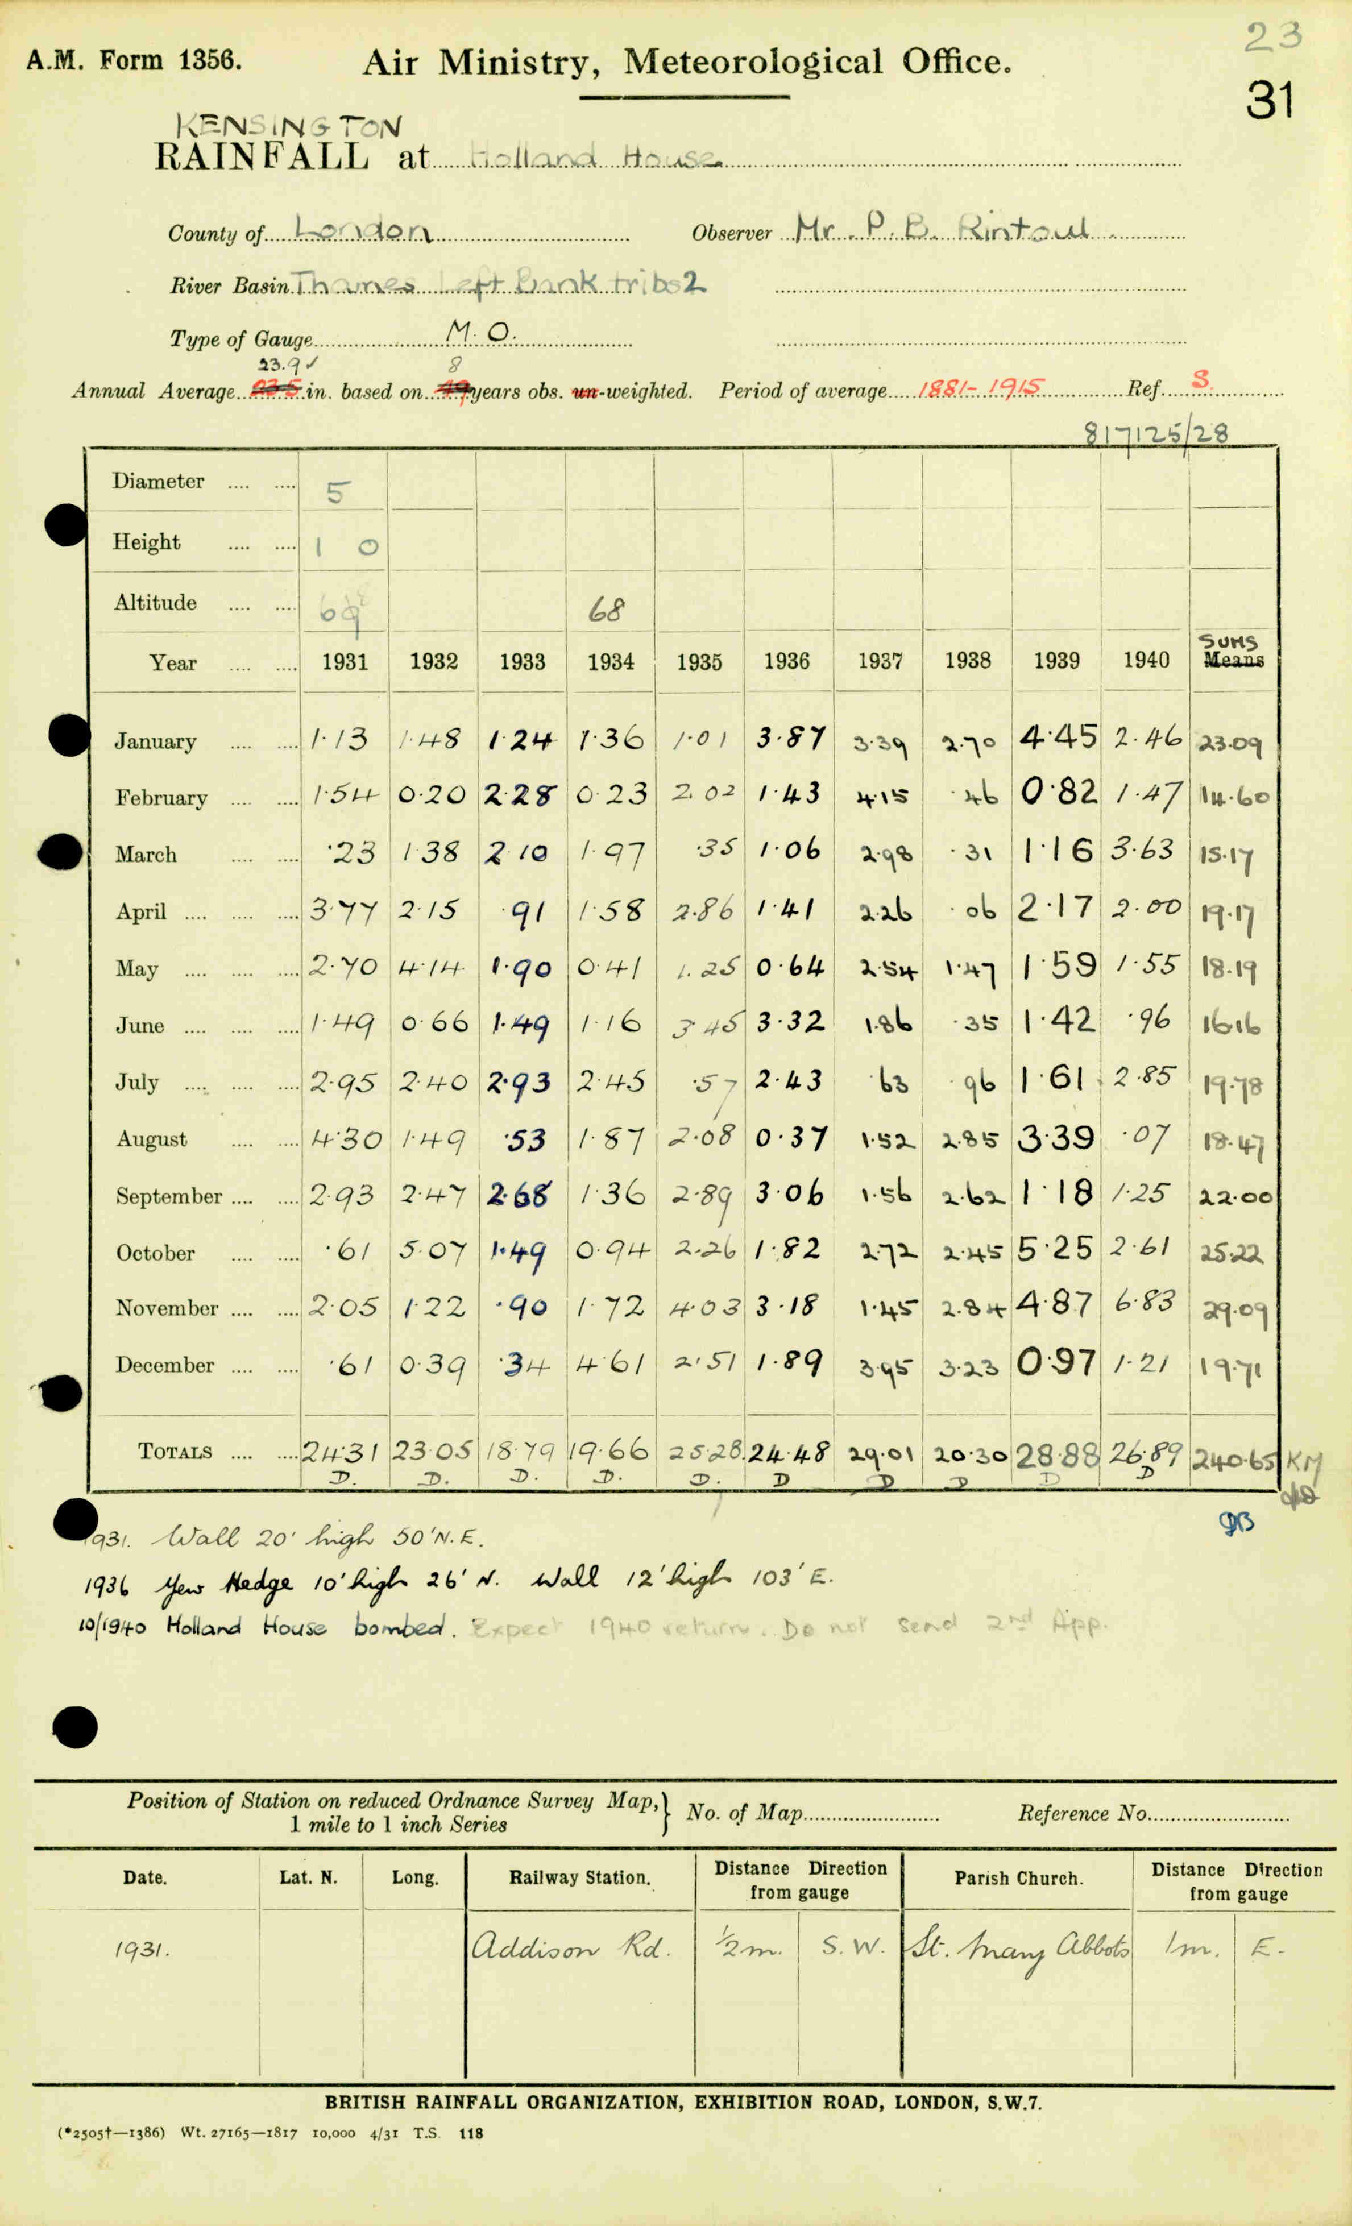 23
A.M. Form 1356. Air Ministry, Meteorological Office.
31
KENSINGTON
RAINFALL at Holland House
County of London Observer Mr. P. B. Rintoul.
River Basin Thames Left Bank tribs 2
Type of Gauge M. O.
23.9✓ 8
Annual Average 23.5 in. based on 49 years obs. un-weighted. Period of average 1881-1915 Ref. S.
817125/28
Diameter 5
Height 1 0
Altitude 69 68
SUMS
Year 1931 1932 1933 1934 1935 1936 1937 1938 1939 1940 Means
January 1.13 1.48 1.24 1.36 1.01 3.87 3.39 2.70 4.45 2.46 23.09
February 1.54 0.20 2.28 0.23 2.02 1.43 4.15 .46 0.82 1.47 14.60
March .23 1.38 2.10 1.97 .35 1.06 2.98 .31 1.16 3.63 15.17
April 3.77 2.15 .91 1.58 2.86 1.41 2.26 .06 2.17 2.00 19.17
May 2.70 4.14 1.90 0.41 1.25 0.64 2.54 1.47 1.59 1.55 18.19
June 1.49 0.66 1.49 1.16 3.45 3.32 1.86 .35 1.42 .96 16.16
July 2.95 2.40 2.93 2.45 .57 2.43 .63 .96 1.61 2.85 19.78
August 4.30 1.49 .53 1.87 2.08 0.37 1.52 2.85 3.39 .07 18.47
September 2.93 2.47 2.68 1.36 2.89 3.06 1.56 2.62 1.18 1.25 22.00
October .61 5.07 1.49 0.94 2.26 1.82 2.72 2.45 5.25 2.61 25.22
November 2.05 1.22 .90 1.72 4.03 3.18 1.45 2.84 4.87 6.83 29.09
December .61 0.39 .34 4.61 2.51 1.89 3.95 3.23 0.97 1.21 19.71
TOTALS 24.31 23.05 18.79 19.66 25.28 24.48 29.01 20.30 28.88 26.89 240.65 KM
D. D. D. D. D. D D D D D
1931. Wall 20' high 50' N.E.
1936 Yew Hedge 10' high 26' N. Wall 12' high 103' E.
10/1940 Holland House bombed. Expect 1940 return. Do not send 2nd App.
Position of Station on reduced Ordnance Survey Map,} No. of Map Reference No.
1 mile to 1 inch Series
Date. Lat. N. Long. Railway Station. Distance Direction from gauge Parish Church. Distance Direction from gauge
1931. Addison Rd. ½m. S.W. St. Mary Abbots 1m. E.
BRITISH RAINFALL ORGANIZATION, EXHIBITION ROAD, LONDON, S.W.7.
(*2505†—1386) Wt. 27165—1817 10,000 4/31 T.S. 118